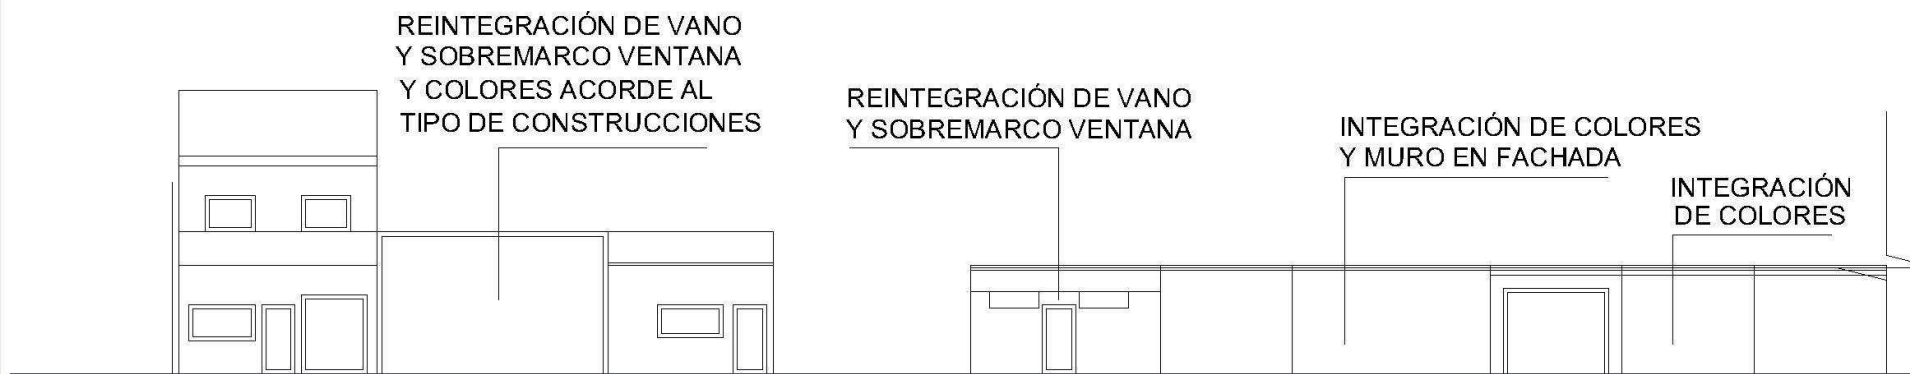 REINTEGRACIÓN DE VANO
Y SOBREMARCO VENTANA
Y COLORES ACORDE AL
TIPO DE CONSTRUCCIONES
REINTEGRACIÓN DE VANO
Y SOBREMARCO VENTANA
INTEGRACIÓN DE COLORES
Y MURO EN FACHADA
INTEGRACIÓN
DE COLORES